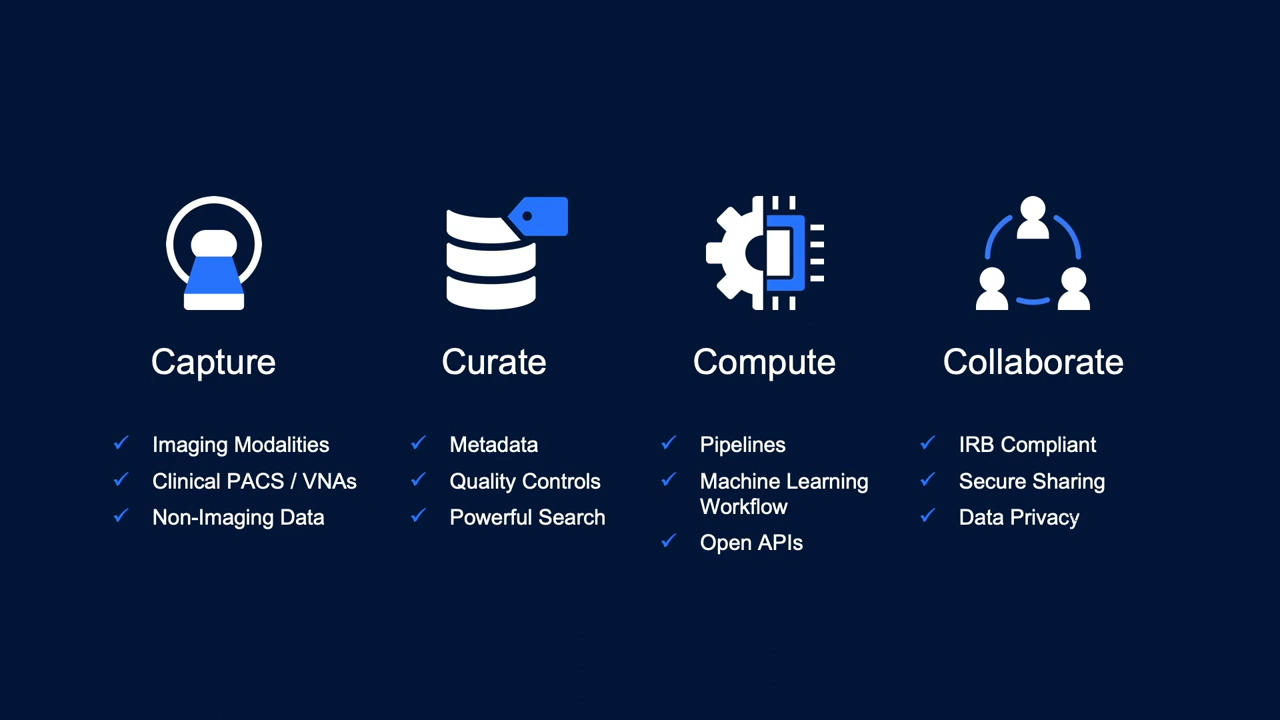 Capture
Imaging Modalities
Clinical PACS / VNAs
Non-Imaging Data
Curate
Metadata
Quality Controls
Powerful Search
Compute
Pipelines
Machine Learning
Workflow
Open APIs
Collaborate
IRB Compliant
Secure Sharing
Data Privacy